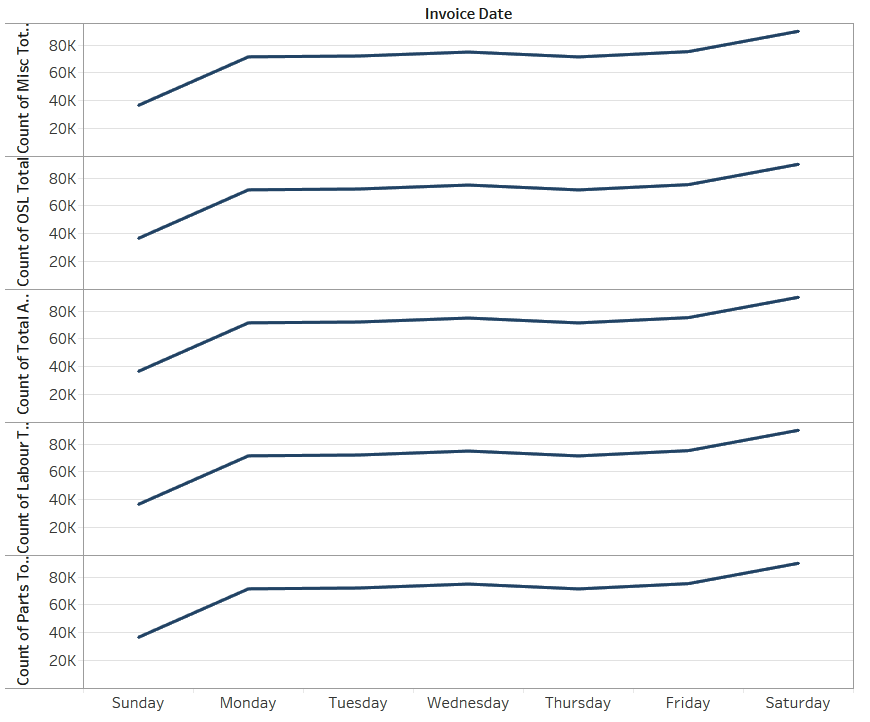 Invoice Date
Count of Misc Tot..
80K
60K
40K
20K
Count of OSL Total
80K
60K
40K
20K
Count of Total A..
80K
60K
40K
20K
Count of Labour T..
80K
60K
40K
20K
Count of Parts To..
80K
60K
40K
20K
Sunday Monday Tuesday Wednesday Thursday Friday Saturday